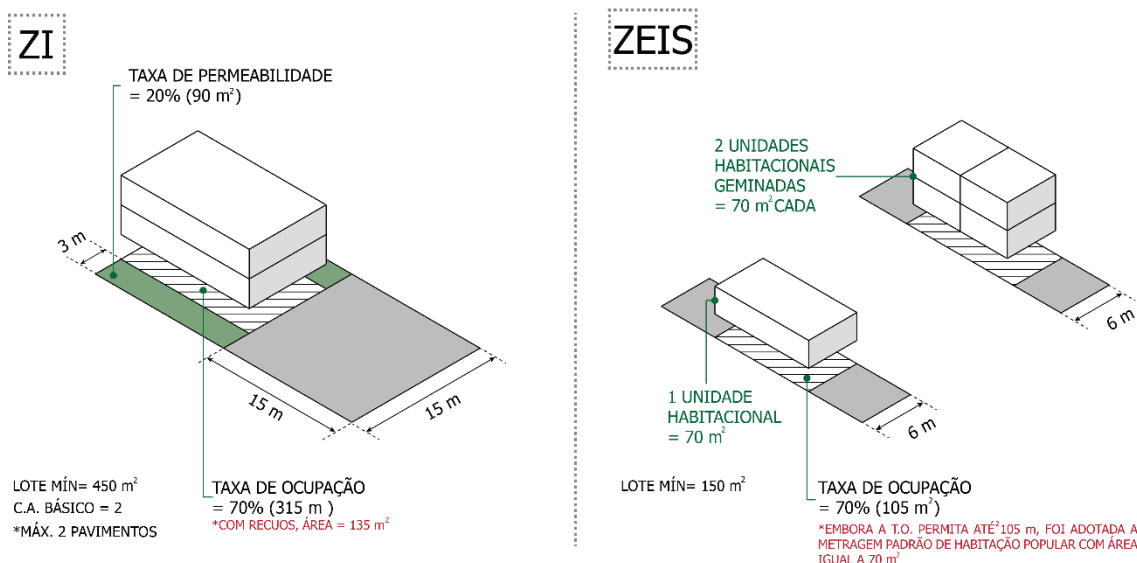 ZI
TAXA DE PERMEABILIDADE
= 20% (90 m²)
3 m
15 m
15 m
LOTE MÍN= 450 m²
C.A. BÁSICO = 2
*MÁX. 2 PAVIMENTOS
TAXA DE OCUPAÇÃO
= 70% (315 m )
*COM RECUOS, ÁREA = 135 m²
ZEIS
2 UNIDADES
HABITACIONAIS
GEMINADAS
= 70 m² CADA
6 m
1 UNIDADE
HABITACIONAL
= 70 m²
6 m
LOTE MÍN= 150 m²
TAXA DE OCUPAÇÃO
= 70% (105 m²)
*EMBORA A T.O. PERMITA ATÉ²105 m, FOI ADOTADA A
METRAGEM PADRÃO DE HABITAÇÃO POPULAR COM ÁREA
IGUAL A 70 m²